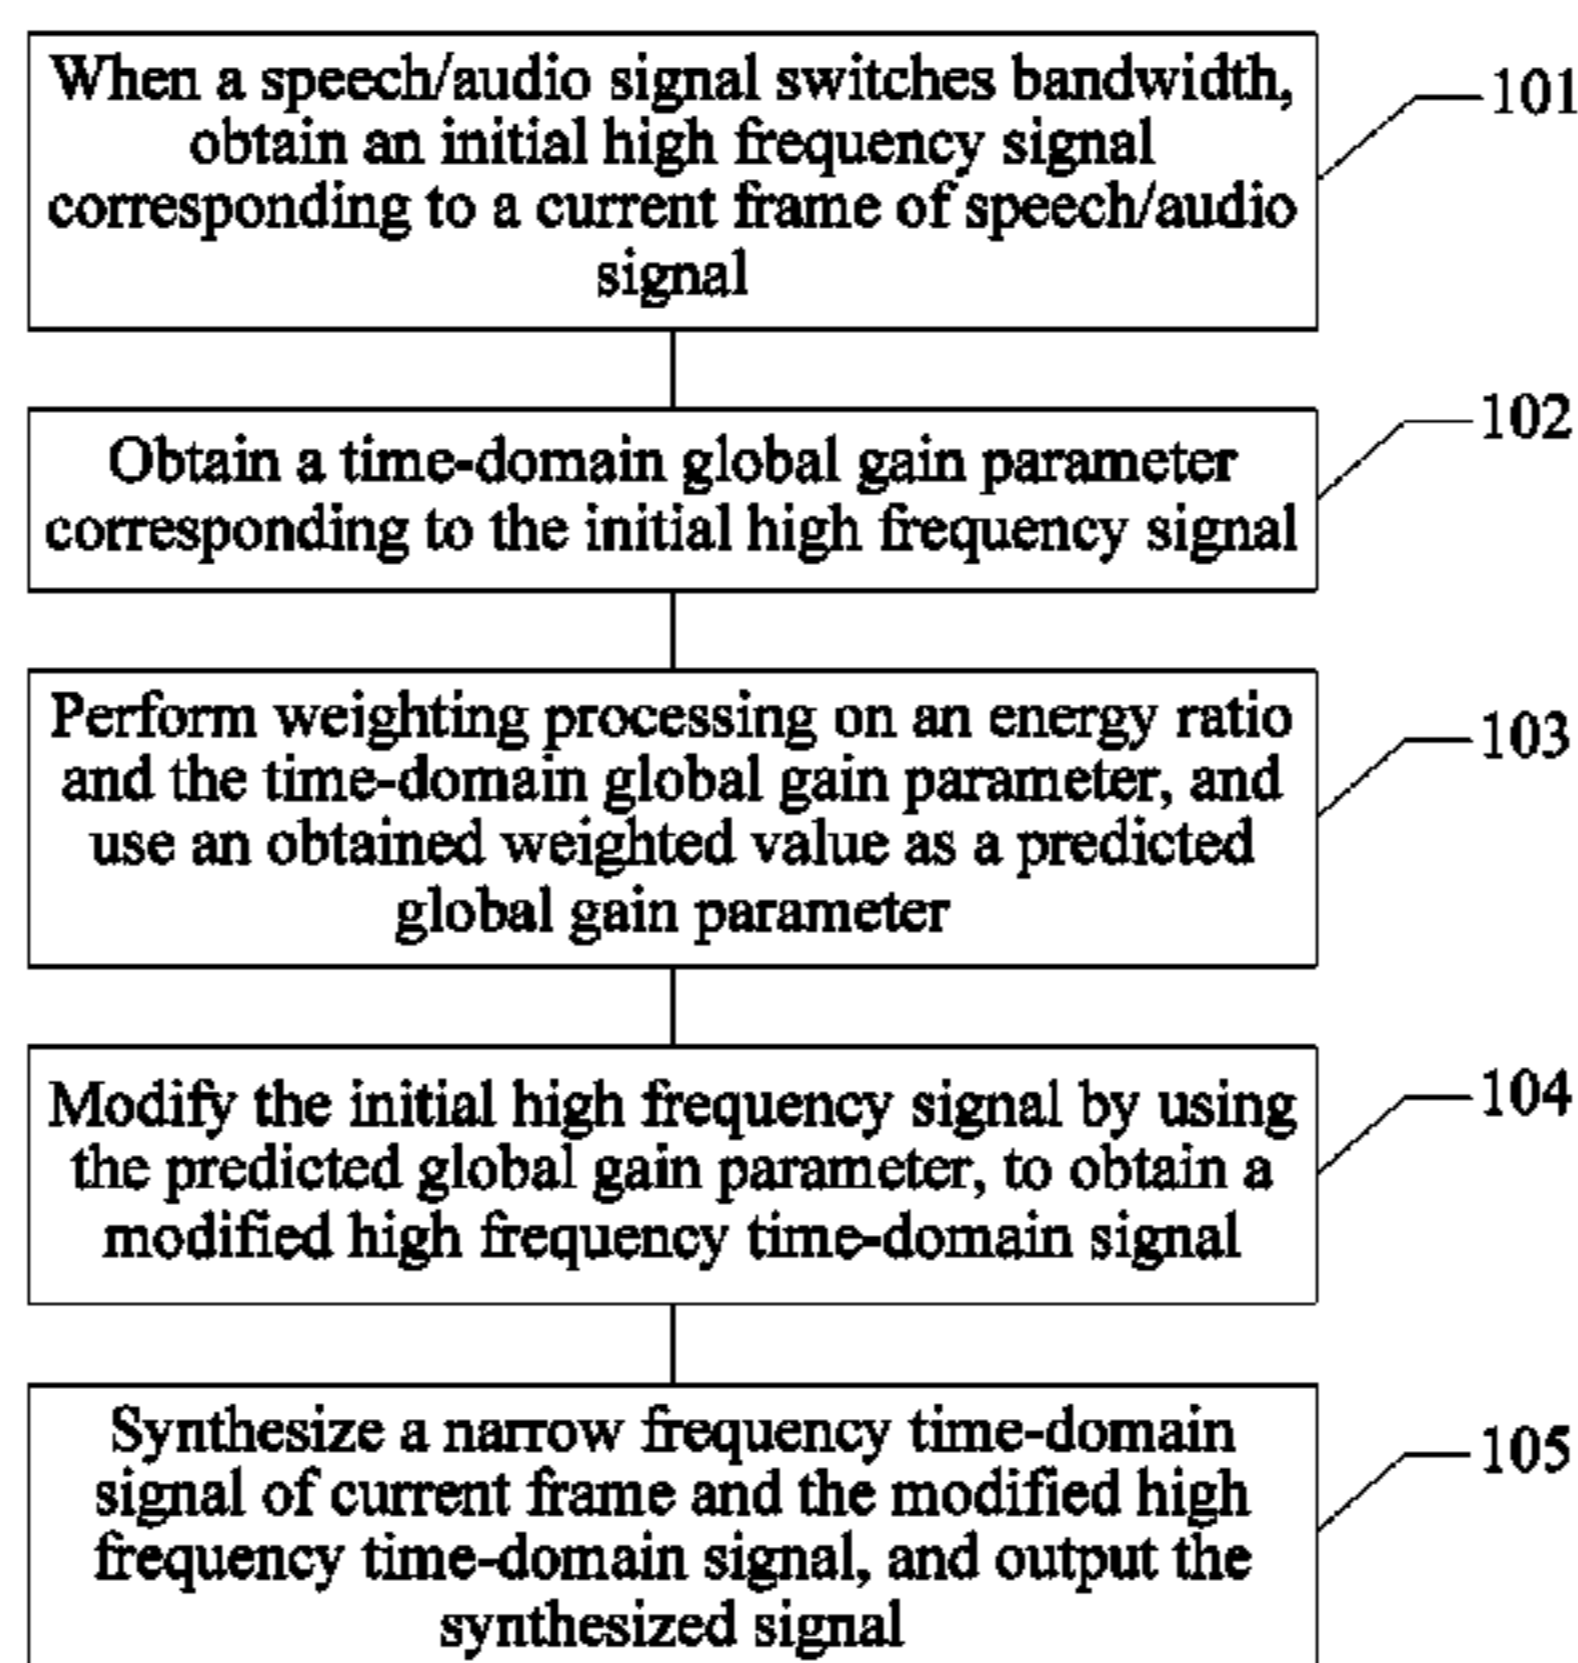 When a speech/audio signal switches bandwidth,
obtain an initial high frequency signal
corresponding to a current frame of speech/audio
signal
101
Obtain a time-domain global gain parameter
corresponding to the initial high frequency signal
102
Perform weighting processing on an energy ratio
and the time-domain global gain parameter, and
use an obtained weighted value as a predicted
global gain parameter
103
Modify the initial high frequency signal by using
the predicted global gain parameter, to obtain a
modified high frequency time-domain signal
104
Synthesize a narrow frequency time-domain
signal of current frame and the modified high
frequency time-domain signal, and output the
synthesized signal
105